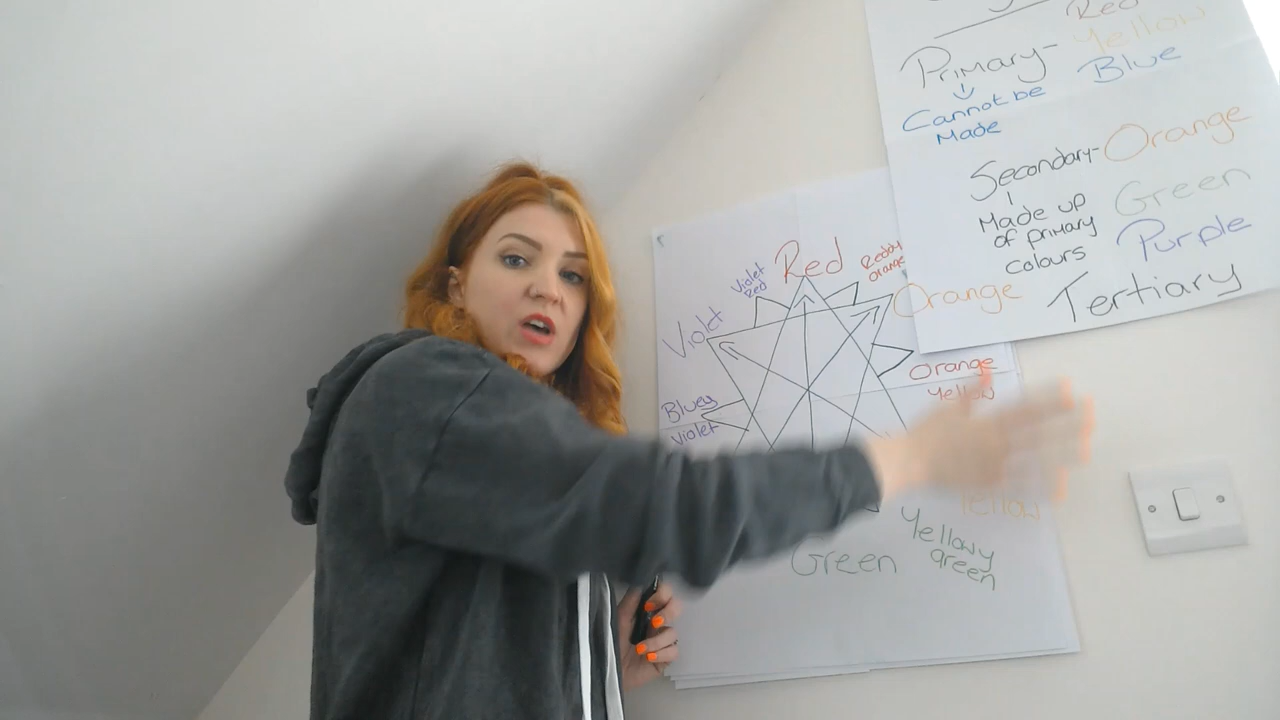 Red
Primary- Yellow
Blue
Cannot be
Made
Secondary- Orange
Made up
of primary
colours
Green
Purple
Tertiary
Red
Violet
Red
Reddy
Orange
Orange
Violet
Orange
Yellow
Bluey
Violet
Yellow
Yellowy
green
Green